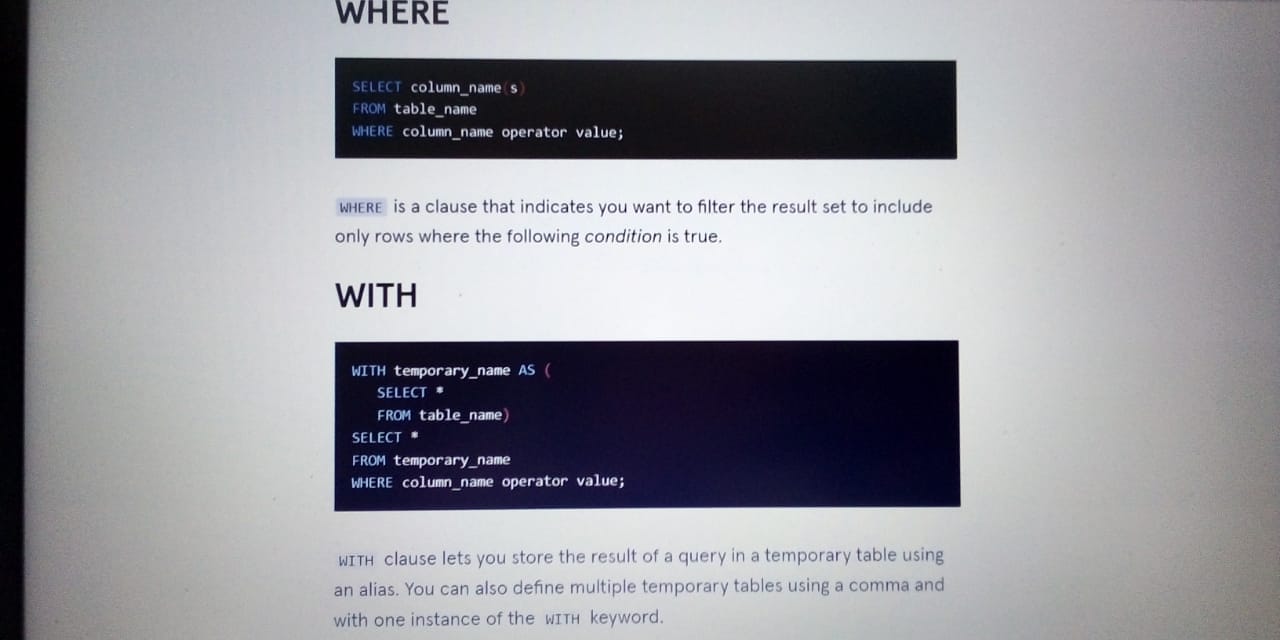 WHERE
SELECT column_name(s)
FROM table_name
WHERE column_name operator value;
WHERE is a clause that indicates you want to filter the result set to include
only rows where the following condition is true.
WITH
WITH temporary_name AS (
SELECT *
FROM table_name)
SELECT *
FROM temporary_name
WHERE column_name operator value;
WITH clause lets you store the result of a query in a temporary table using
an alias. You can also define multiple temporary tables using a comma and
with one instance of the WITH keyword.